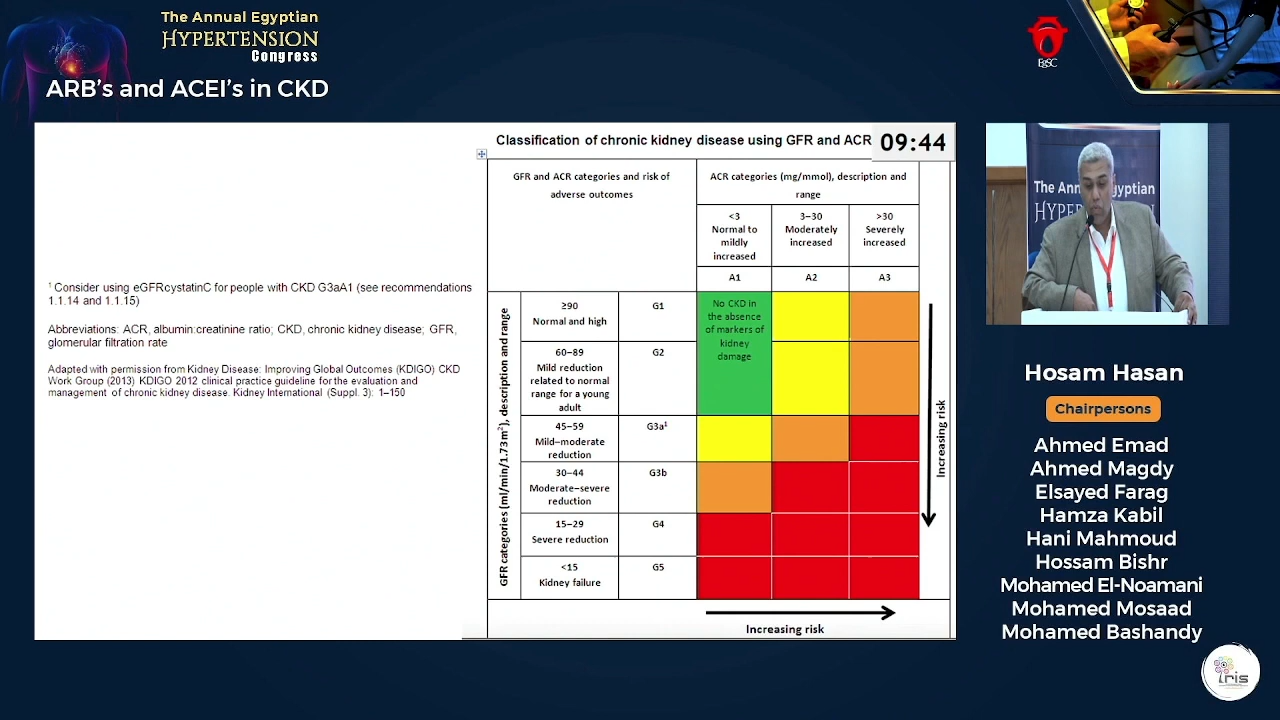 The Annual Egyptian
HYPERTENSION
Congress
ARB's and ACEI's in CKD
EgSC
Classification of chronic kidney disease using GFR and ACR
09:44
GFR and ACR categories and risk of
adverse outcomes
ACR categories (mg/mmol), description and
range
<3
Normal to
mildly
increased
3–30
Moderately
increased
>30
Severely
increased
A1
A2
A3
GFR categories (ml/min/1.73m²), description and range
≥90
Normal and high
G1
No CKD in
the absence
of markers of
kidney
damage
60–89
Mild reduction
related to normal
range for a young
adult
G2
45–59
Mild–moderate
reduction
G3a¹
30–44
Moderate–severe
reduction
G3b
15–29
Severe reduction
G4
<15
Kidney failure
G5
Increasing risk
Increasing risk
¹ Consider using eGFRcystatinC for people with CKD G3aA1 (see recommendations
1.1.14 and 1.1.15)
Abbreviations: ACR, albumin:creatinine ratio; CKD, chronic kidney disease; GFR,
glomerular filtration rate
Adapted with permission from Kidney Disease: Improving Global Outcomes (KDIGO) CKD
Work Group (2013) KDIGO 2012 clinical practice guideline for the evaluation and
management of chronic kidney disease. Kidney International (Suppl. 3): 1–150
The Annual Egyptian
HYPE
Hosam Hasan
Chairpersons
Ahmed Emad
Ahmed Magdy
Elsayed Farag
Hamza Kabil
Hani Mahmoud
Hossam Bishr
Mohamed El-Noamani
Mohamed Mosaad
Mohamed Bashandy
iris